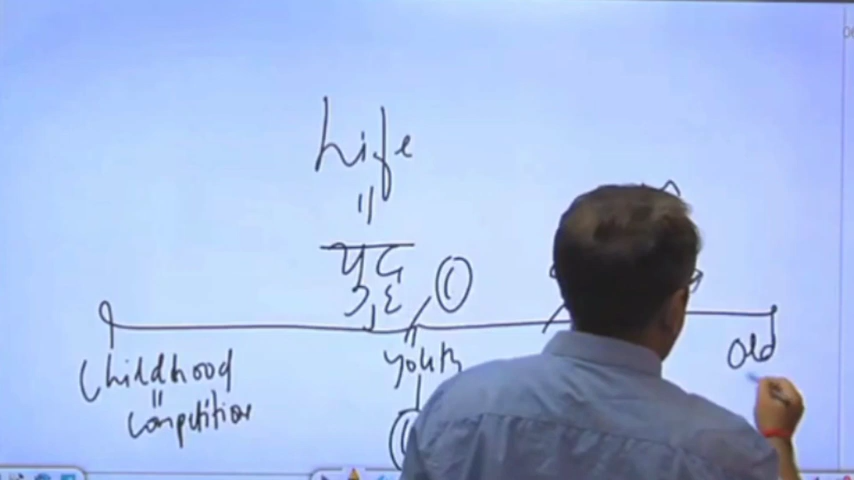 Life
=
युद्ध
①
Childhood
youth
Old
=
Competition